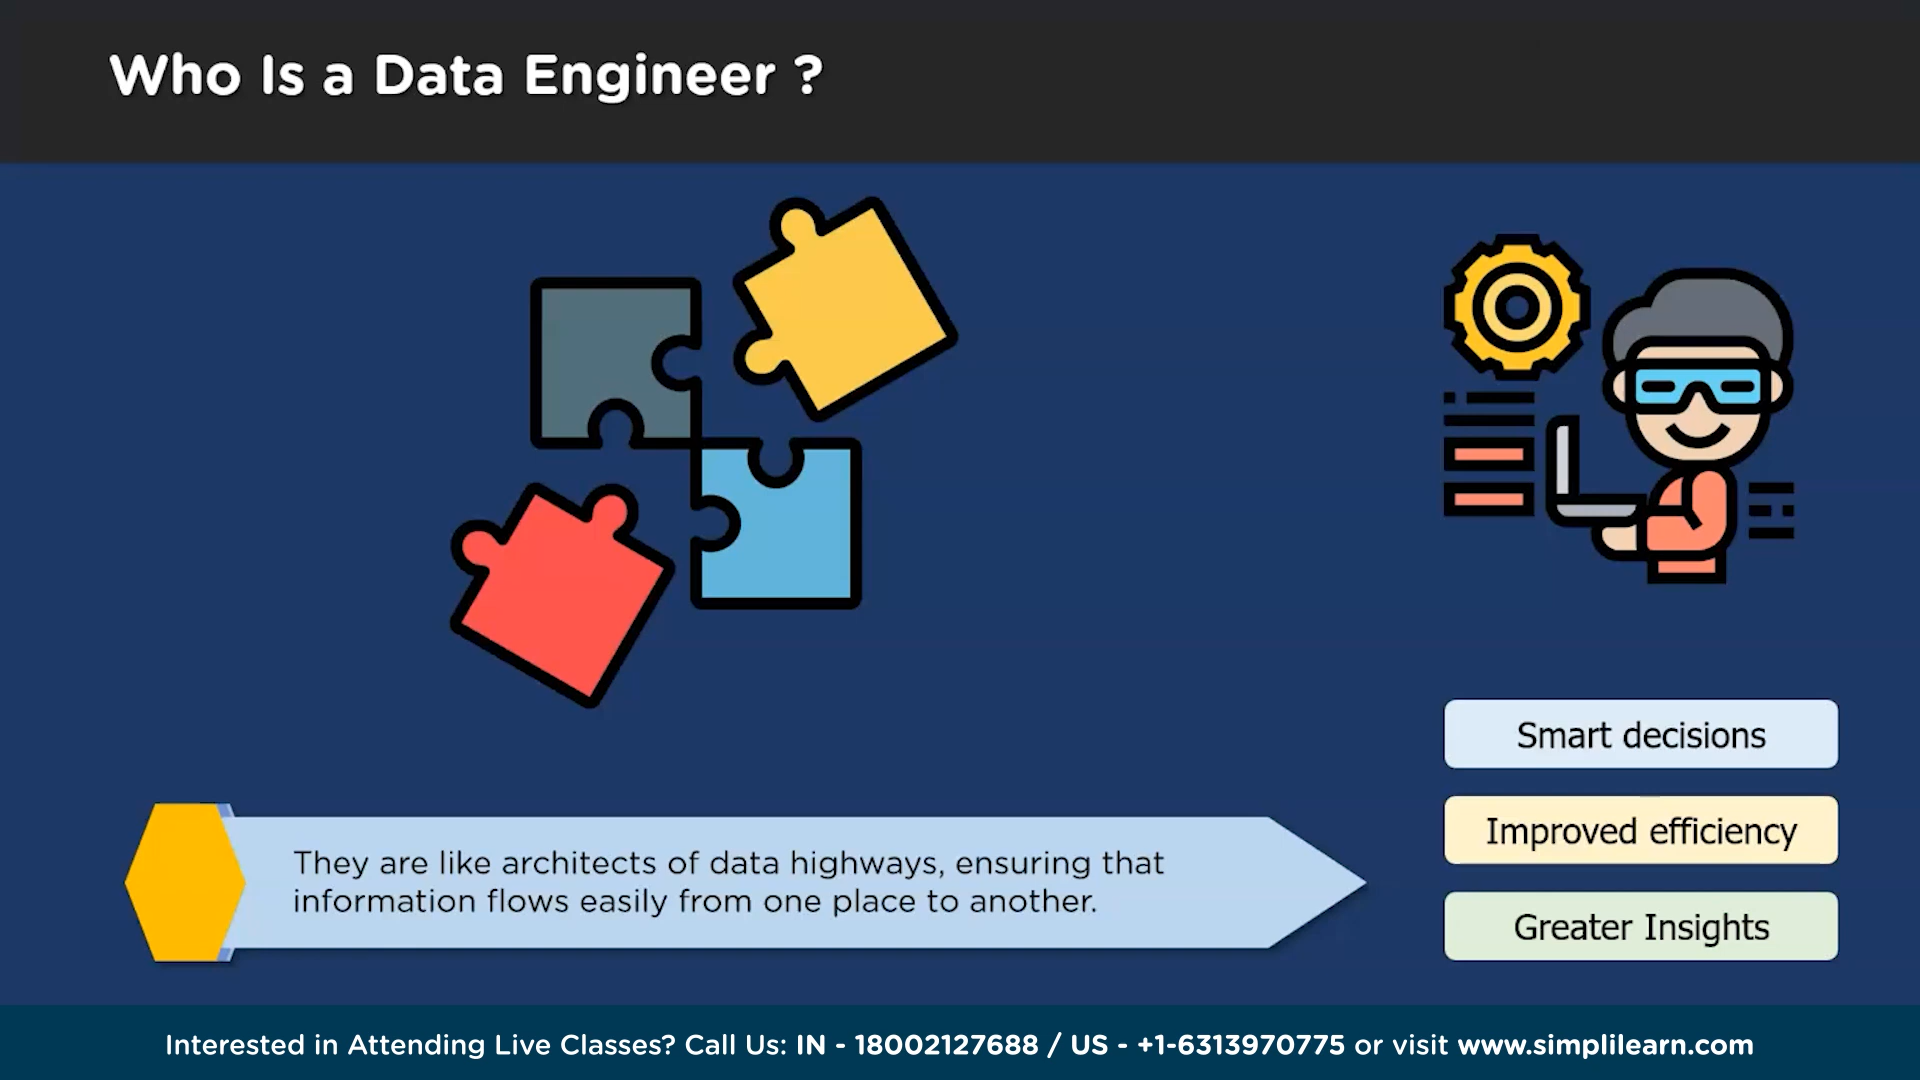 Who Is a Data Engineer ?
They are like architects of data highways, ensuring that
information flows easily from one place to another.
Smart decisions
Improved efficiency
Greater Insights
Interested in Attending Live Classes? Call Us: IN - 18002127688 / US - +1-6313970775 or visit www.simplilearn.com